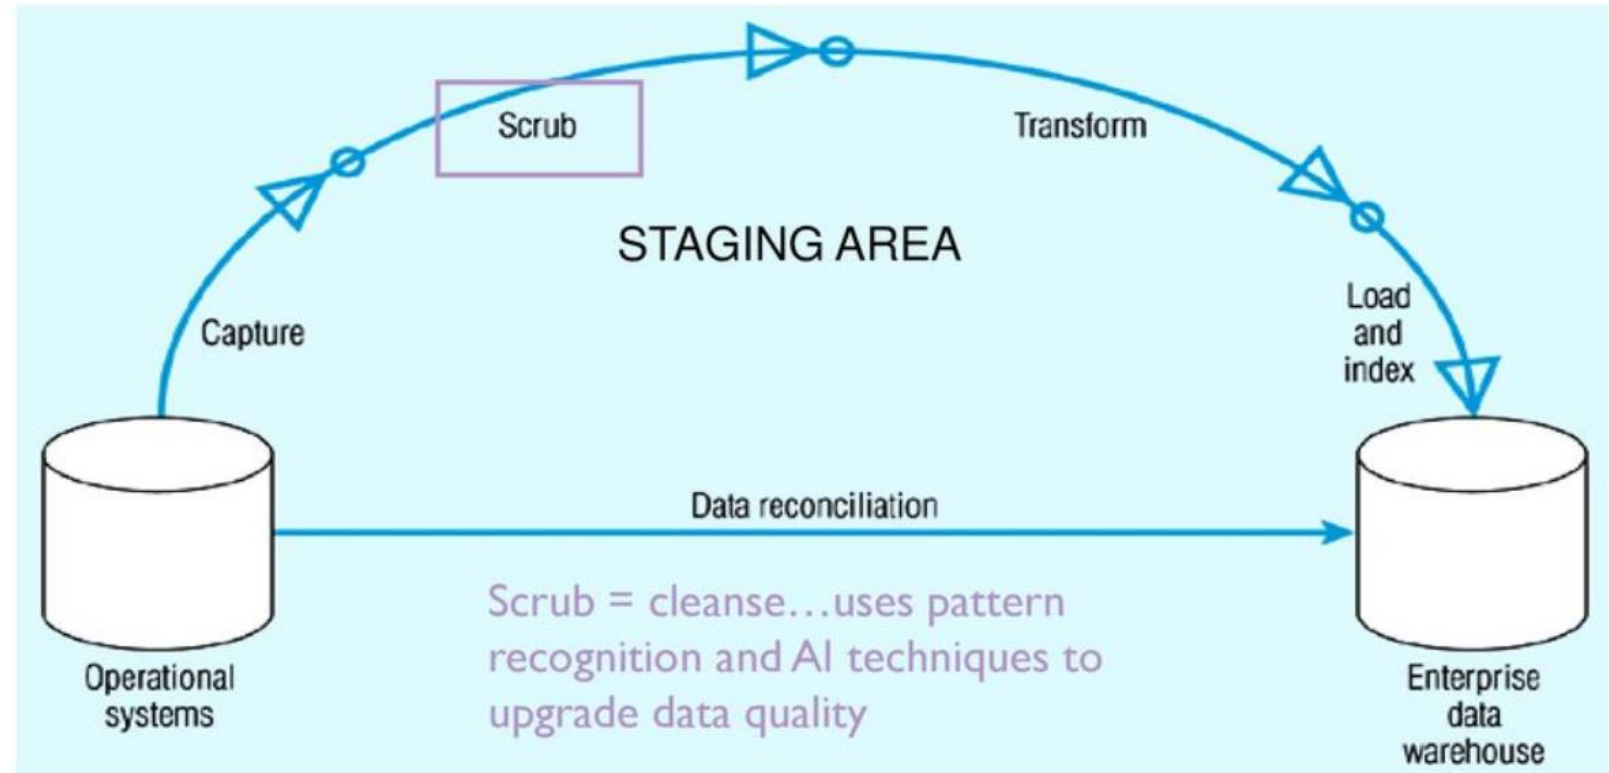 Scrub
Transform
STAGING AREA
Capture
Load
and
index
Data reconciliation
Scrub = cleanse…uses pattern
recognition and AI techniques to
upgrade data quality
Operational
systems
Enterprise
data
warehouse